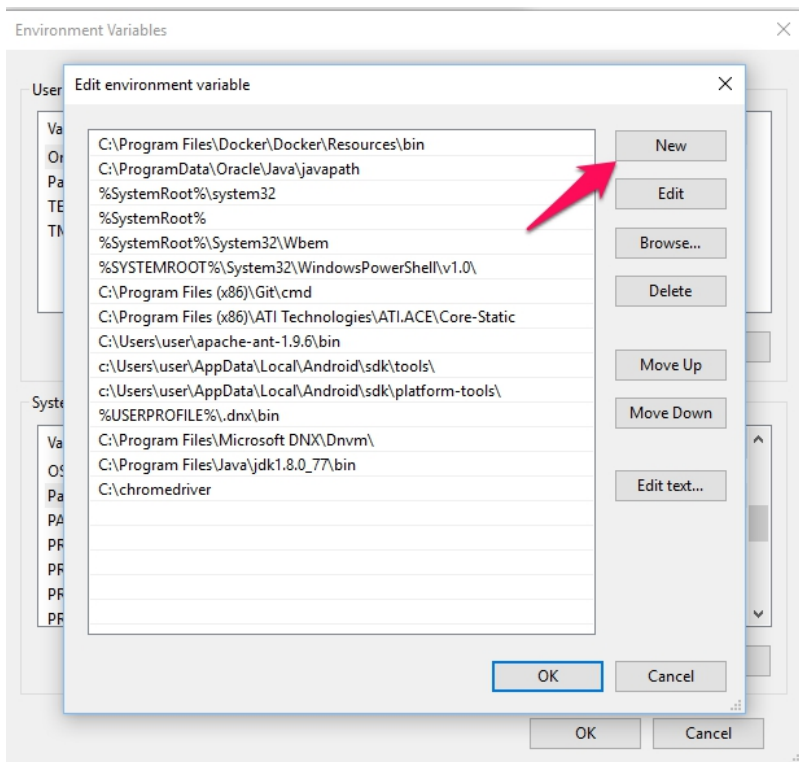 Environment Variables
Edit environment variable
User
Va
Or
Pa
TE
TM
C:\Program Files\Docker\Docker\Resources\bin
C:\ProgramData\Oracle\Java\javapath
%SystemRoot%\system32
%SystemRoot%
%SystemRoot%\System32\Wbem
%SYSTEMROOT%\System32\WindowsPowerShell\v1.0\
C:\Program Files (x86)\Git\cmd
C:\Program Files (x86)\ATI Technologies\ATI.ACE\Core-Static
C:\Users\user\apache-ant-1.9.6\bin
c:\Users\user\AppData\Local\Android\sdk\tools\
c:\Users\user\AppData\Local\Android\sdk\platform-tools\
%USERPROFILE%\.dnx\bin
C:\Program Files\Microsoft DNX\Dnvm\
C:\Program Files\Java\jdk1.8.0_77\bin
C:\chromedriver
New
Edit
Browse...
Delete
Move Up
Move Down
Edit text...
Syste
Va
OS
Pa
PA
PR
PR
PR
PR
OK
Cancel
OK
Cancel